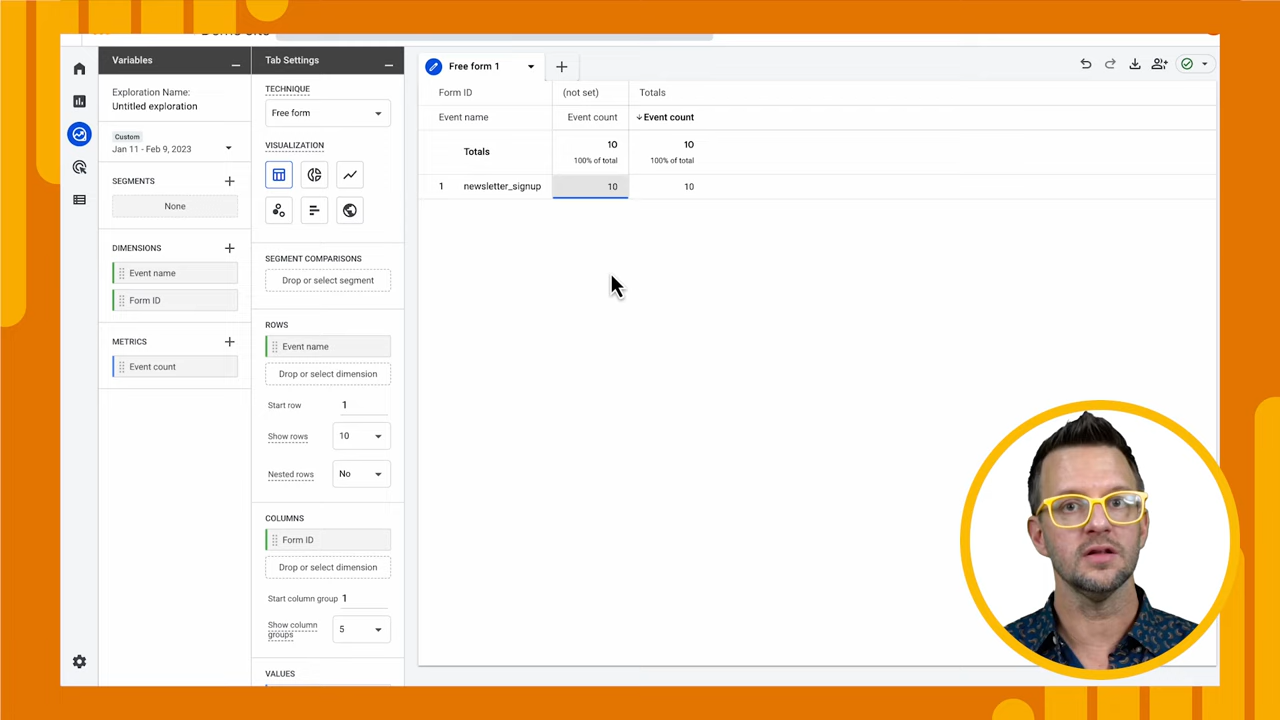 Variables
Exploration Name:
Untitled exploration
Custom
Jan 11 - Feb 9, 2023
SEGMENTS
None
DIMENSIONS
Event name
Form ID
METRICS
Event count
Tab Settings
TECHNIQUE
Free form
VISUALIZATION
SEGMENT COMPARISONS
Drop or select segment
ROWS
Event name
Drop or select dimension
Start row 1
Show rows 10
Nested rows No
COLUMNS
Form ID
Drop or select dimension
Start column group 1
Show column
groups 5
VALUES
Free form 1
Form ID (not set) Totals
Event name Event count Event count
Totals 10 10
100% of total 100% of total
1 newsletter_signup 10 10